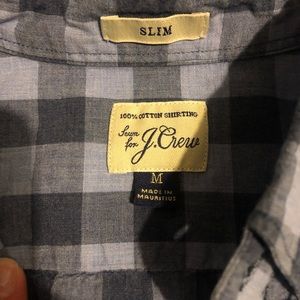 SLIM
100% COTTON SHIRTING
Sewn
for J.Crew
M
MADE IN
MAURITIUS